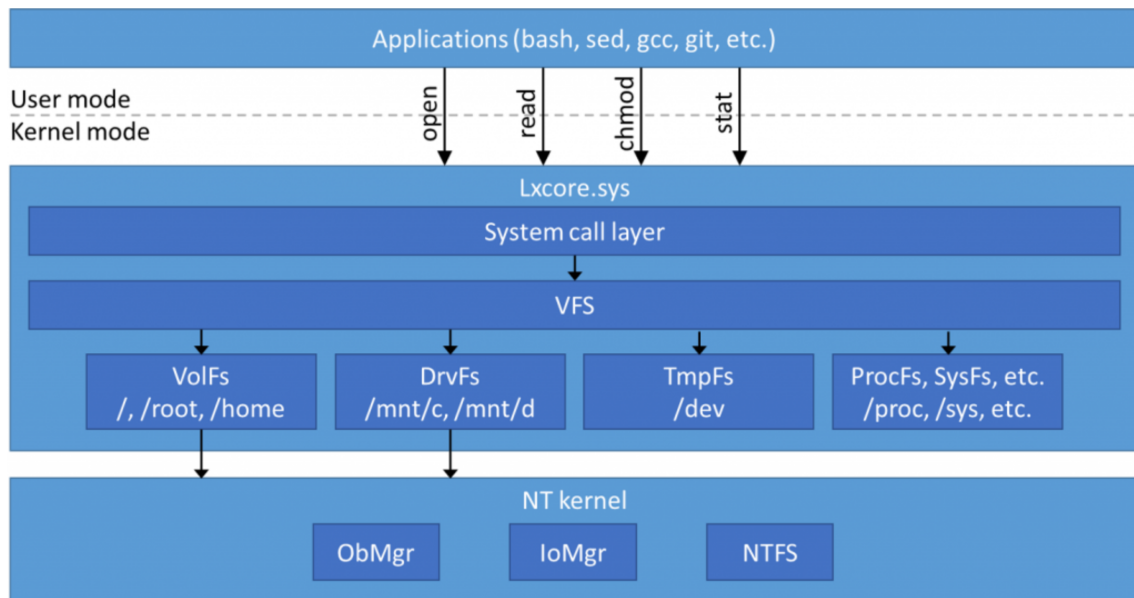 Applications (bash, sed, gcc, git, etc.)
User mode
Kernel mode
open
read
chmod
stat
Lxcore.sys
System call layer
VFS
VolFs
/, /root, /home
DrvFs
/mnt/c, /mnt/d
TmpFs
/dev
ProcFs, SysFs, etc.
/proc, /sys, etc.
NT kernel
ObMgr
IoMgr
NTFS